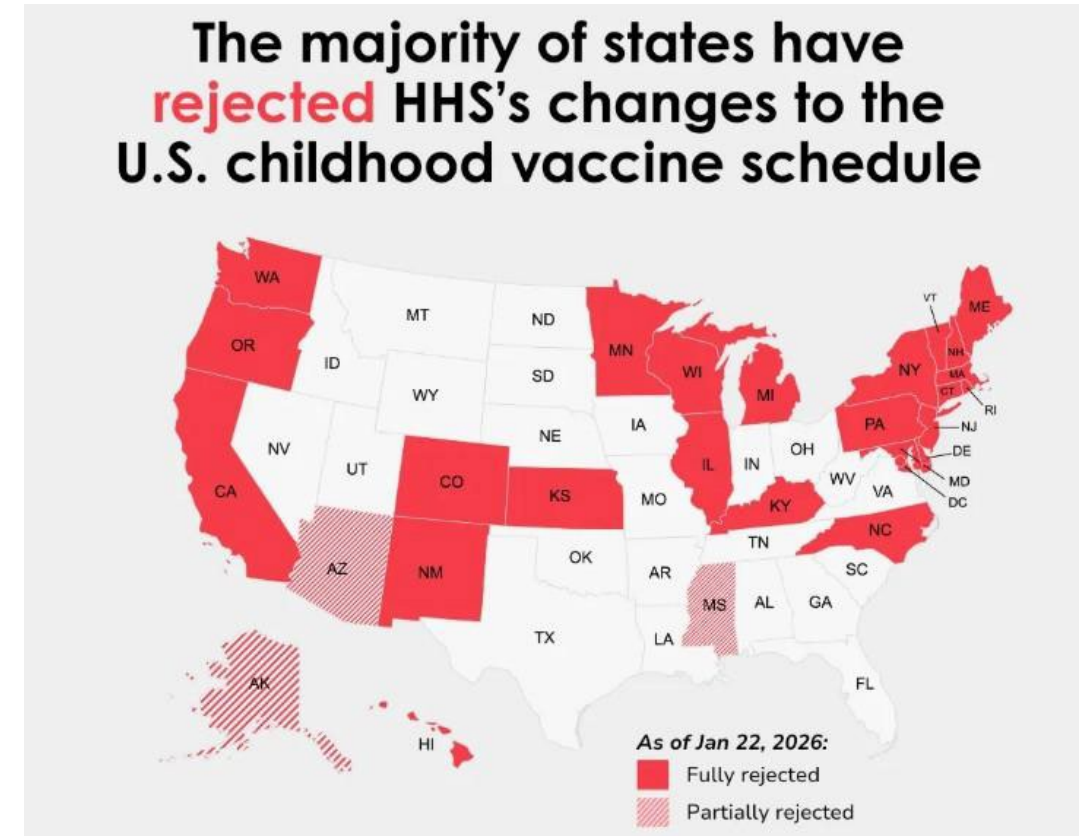 The majority of states have
rejected HHS's changes to the
U.S. childhood vaccine schedule
WA
MT
ND
MN
VT
ME
OR
ID
SD
WI
MI
NY
NH
MA
CT
RI
WY
IA
PA
NJ
NV
UT
NE
IL
IN
OH
DE
MD
DC
CA
CO
KS
MO
WV
VA
KY
NC
TN
AZ
NM
OK
AR
SC
MS
AL
GA
TX
LA
FL
AK
HI
As of Jan 22, 2026:
Fully rejected
Partially rejected